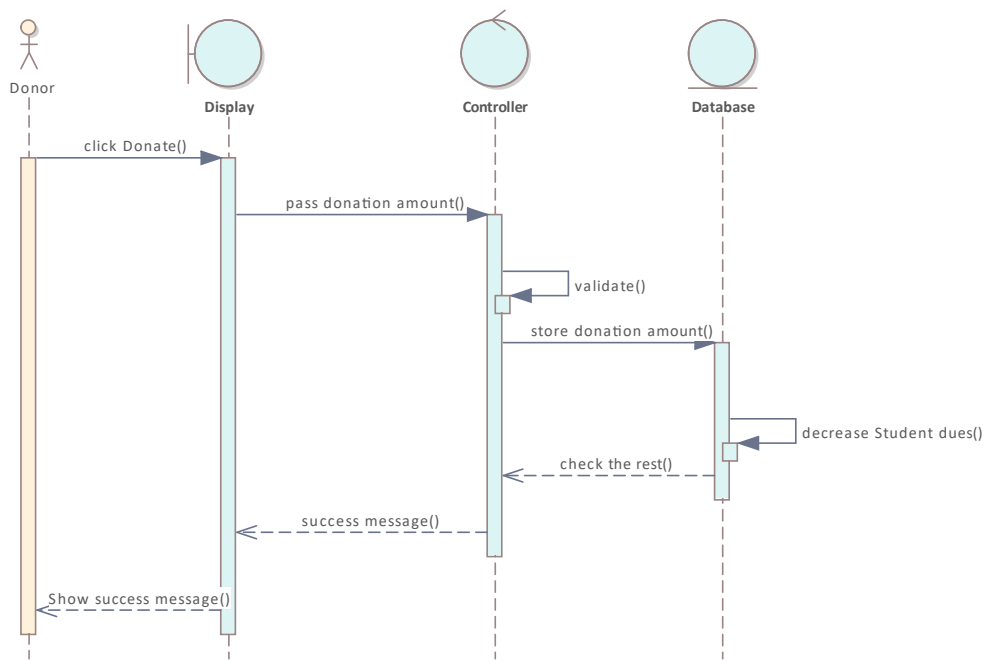 Donor
Display
Controller
Database
click Donate()
pass donation amount()
validate()
store donation amount()
decrease Student dues()
check the rest()
success message()
Show success message()